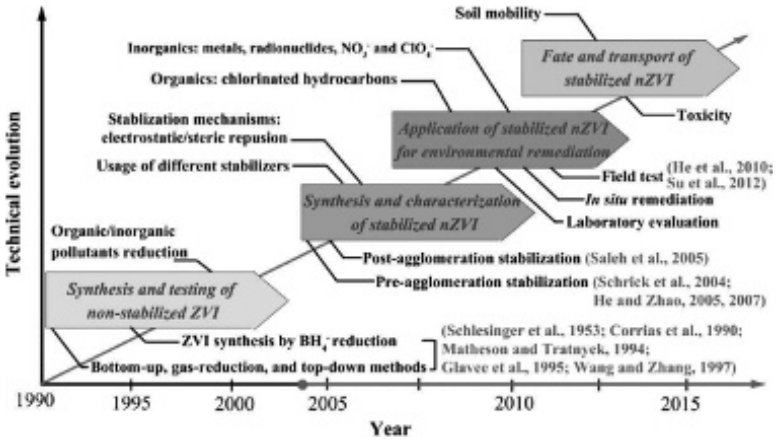 Soil mobility
Inorganics: metals, radionuclides, NO₃⁻ and ClO₄⁻
Fate and transport of
stabilized nZVI
Organics: chlorinated hydrocarbons
Toxicity
Stablization mechanisms:
electrostatic/steric repusion
Application of stabilized nZVI
for environmental remediation
Usage of different stabilizers
Field test (He et al., 2010;
Su et al., 2012)
In situ remediation
Laboratory evaluation
Synthesis and characterization
of stabilized nZVI
Organic/inorganic
pollutants reduction
Post-agglomeration stabilization (Saleh et al., 2005)
Pre-agglomeration stabilization (Schrick et al., 2004;
He and Zhao, 2005, 2007)
Synthesis and testing of
non-stabilized ZVI
ZVI synthesis by BH₄⁻ reduction
Bottom-up, gas-reduction, and top-down methods
(Schlesinger et al., 1953; Corrias et al., 1990;
Matheson and Tratnyek, 1994;
Glavee et al., 1995; Wang and Zhang, 1997)
Technical evolution
1990 1995 2000 2005 2010 2015
Year